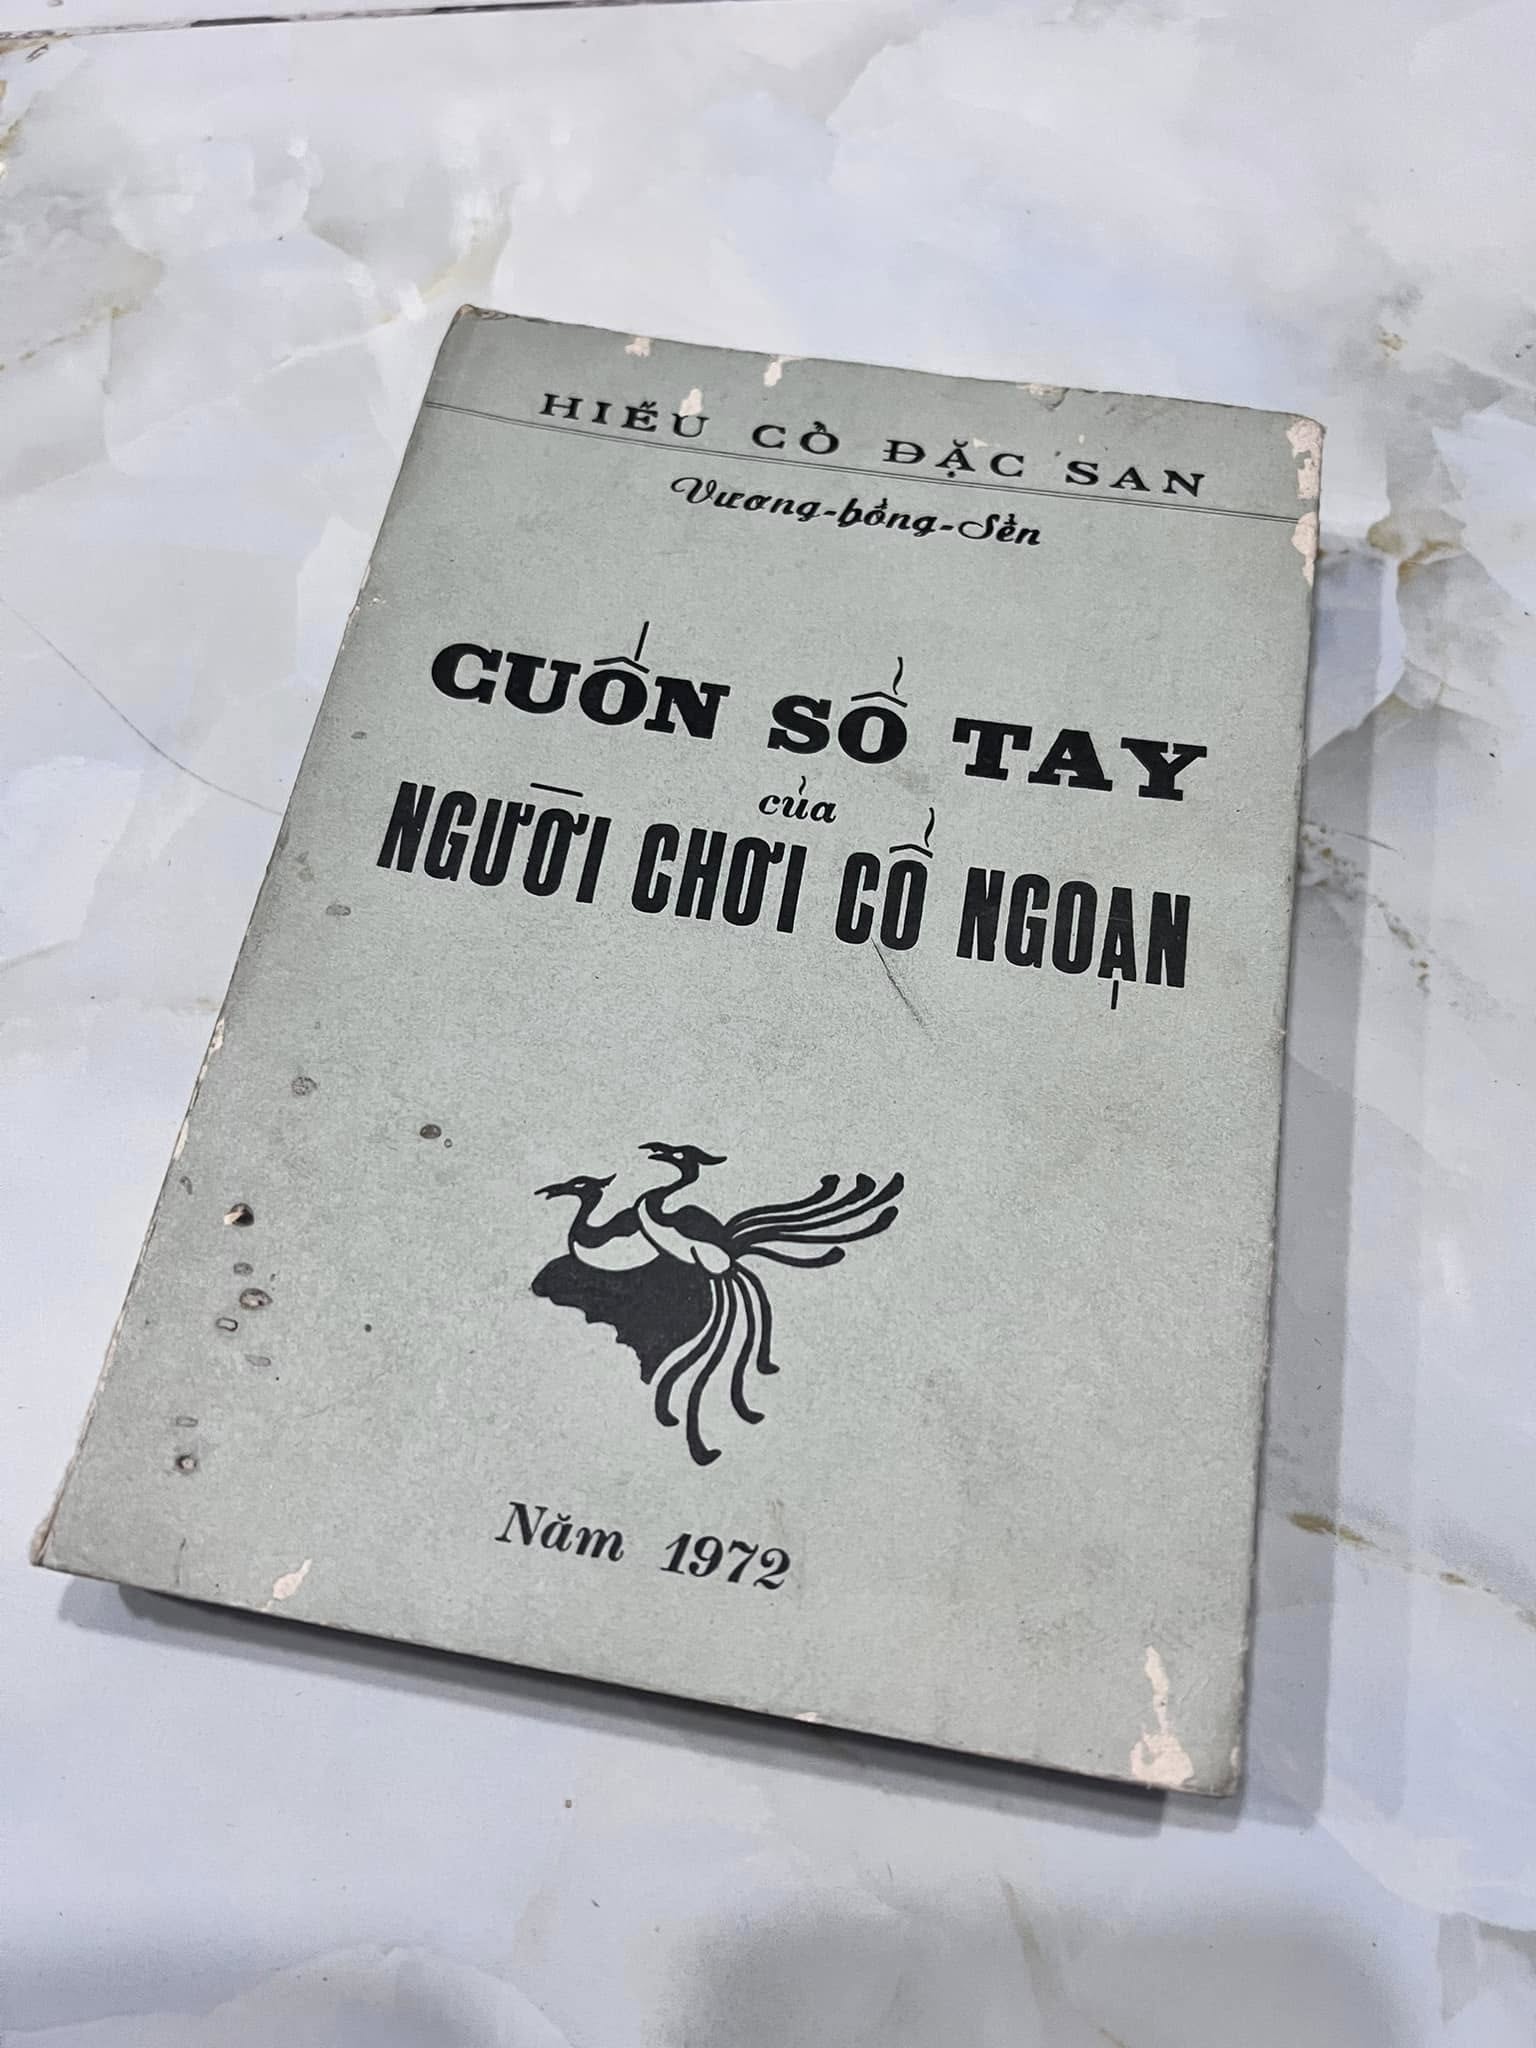 HIẾU CỔ ĐẶC SAN
Vương-hồng-Sển
CUỐN SỔ TAY
của
NGƯỜI CHƠI CỔ NGOẠN
Năm 1972